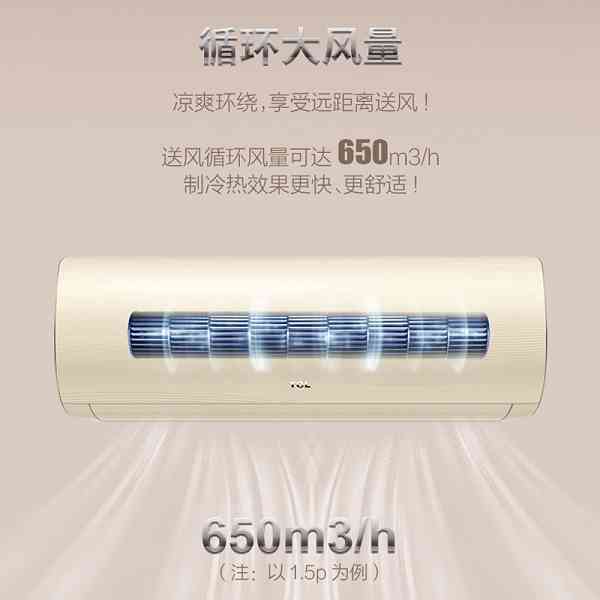 循环大风量
凉爽环绕，享受远距离送风！
送风循环风量可达 650m3/h
制冷热效果更快、更舒适！
TCL
650m3/h
（注：以1.5p为例）